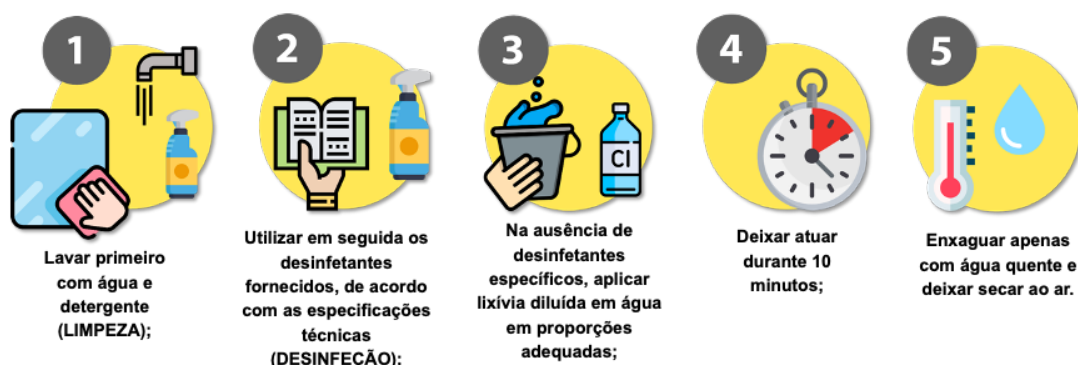 1
Lavar primeiro
com água e
detergente
(LIMPEZA);
2
Utilizar em seguida os
desinfetantes
fornecidos, de acordo
com as especificações
técnicas
(DESINFEÇÃO);
3
Cl
Na ausência de
desinfetantes
específicos, aplicar
lixívia diluída em água
em proporções
adequadas;
4
Deixar atuar
durante 10
minutos;
5
Enxaguar apenas
com água quente e
deixar secar ao ar.